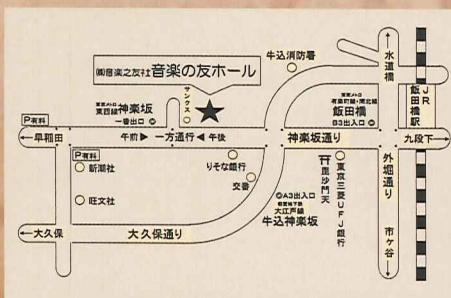 ㈱音楽之友社 音楽の友ホール
牛込消防署
水道橋
JR
飯田橋駅
サンクス
東京メトロ
東西線 神楽坂
一番出口
東京メトロ
有楽町線・南北線
飯田橋
B3出入口
P有料
早稲田
午前 一方通行 午後
神楽坂通り
九段下
P有料
新潮社
りそな銀行
交番
毘沙門天
東京三菱UFJ銀行
外堀通り
旺文社
A3出入口
都営地下鉄
大江戸線
牛込神楽坂
大久保
大久保通り
市ヶ谷